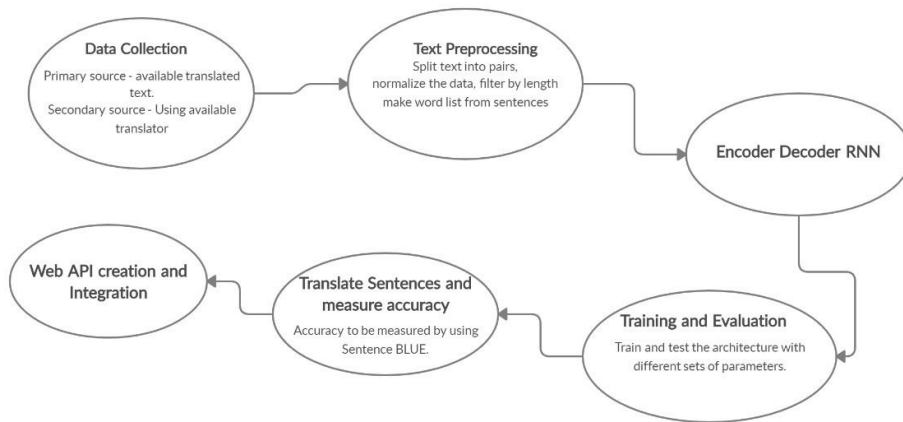 Data Collection
Primary source - available translated
text.
Secondary source - Using available
translator
Text Preprocessing
Split text into pairs,
normalize the data, filter by length
make word list from sentences
Encoder Decoder RNN
Training and Evaluation
Train and test the architecture with
different sets of parameters.
Translate Sentences and
measure accuracy
Accuracy to be measured by using
Sentence BLUE.
Web API creation and
Integration